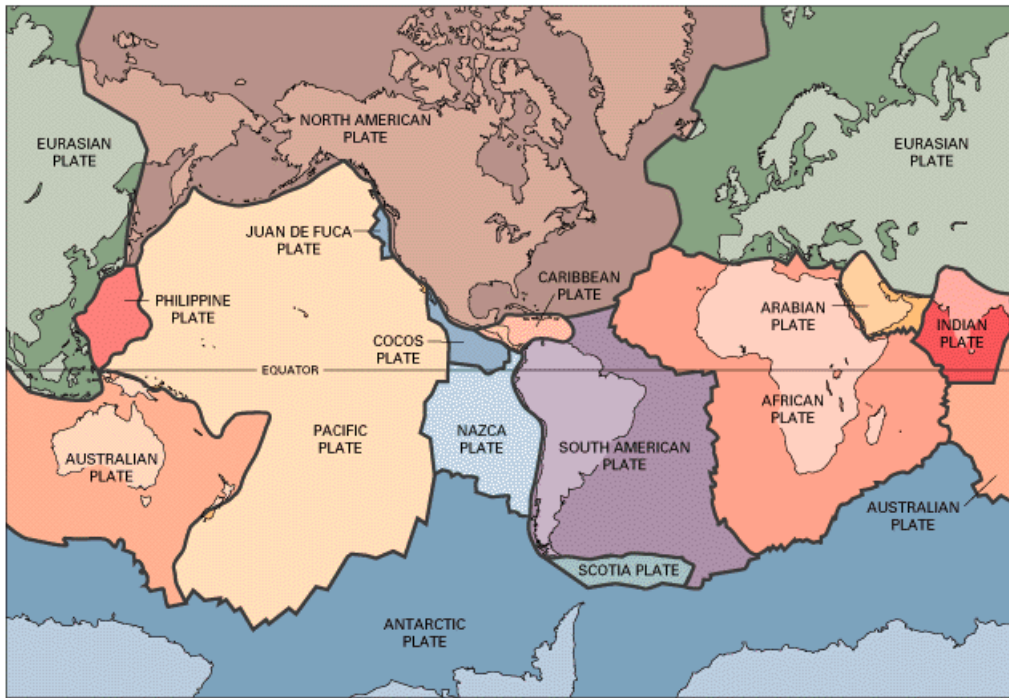 NORTH AMERICAN
PLATE
EURASIAN
PLATE
EURASIAN
PLATE
JUAN DE FUCA
PLATE
CARIBBEAN
PLATE
PHILIPPINE
PLATE
ARABIAN
PLATE
INDIAN
PLATE
COCOS
PLATE
EQUATOR
AFRICAN
PLATE
PACIFIC
PLATE
NAZCA
PLATE
SOUTH AMERICAN
PLATE
AUSTRALIAN
PLATE
AUSTRALIAN
PLATE
SCOTIA PLATE
ANTARCTIC
PLATE